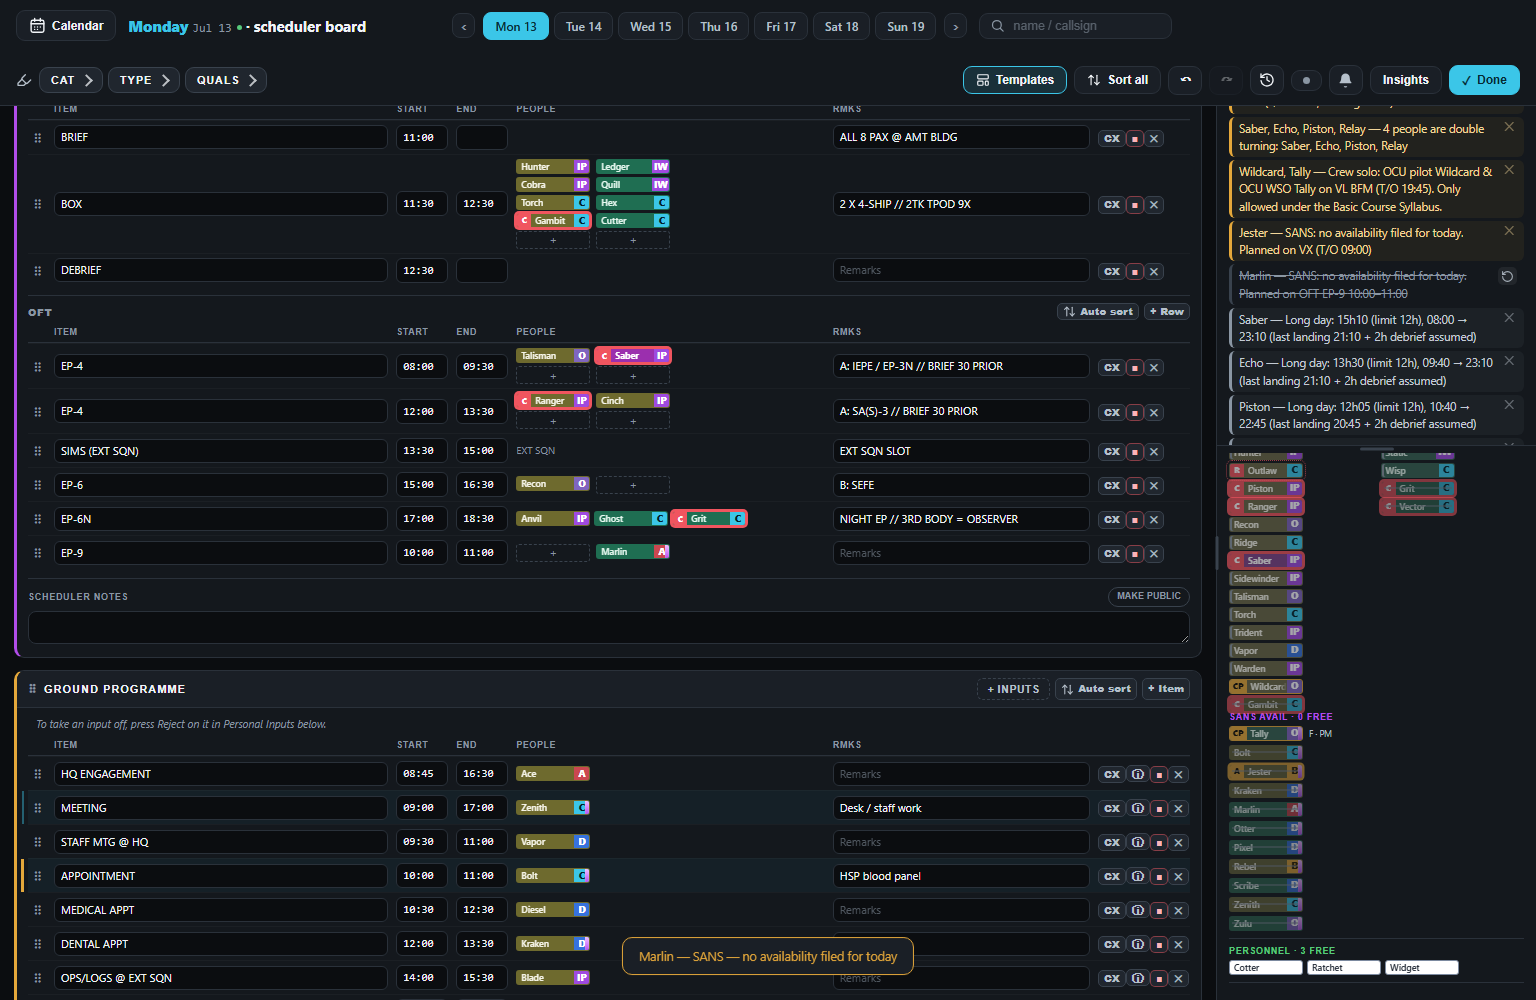 Calendar
Monday Jul 13 • · scheduler board
‹ Mon 13 Tue 14 Wed 15 Thu 16 Fri 17 Sat 18 Sun 19 ›
name / callsign
CAT TYPE QUALS
Templates Sort all Insights ✓ Done
ITEM START END PEOPLE RMKS
BRIEF 11:00 ALL 8 PAX @ AMT BLDG CX
Hunter IP Ledger IW
Cobra IP Quill IW
BOX 11:30 12:30 Torch C Hex C 2 X 4-SHIP // 2TK TPOD 9X CX
C Gambit C Cutter C
+ +
DEBRIEF 12:30 Remarks CX
OFT Auto sort + Row
ITEM START END PEOPLE RMKS
EP-4 08:00 09:30 Talisman O C Saber IP A: IEPE / EP-3N // BRIEF 30 PRIOR CX
+ +
EP-4 12:00 13:30 C Ranger IP Cinch IP A: SA(S)-3 // BRIEF 30 PRIOR CX
+ +
SIMS (EXT SQN) 13:30 15:00 EXT SQN EXT SQN SLOT CX
EP-6 15:00 16:30 Recon O + B: SEFE CX
EP-6N 17:00 18:30 Anvil IP Ghost C C Grit C NIGHT EP // 3RD BODY = OBSERVER CX
EP-9 10:00 11:00 + Marlin A Remarks CX
SCHEDULER NOTES MAKE PUBLIC
GROUND PROGRAMME + INPUTS Auto sort + Item
To take an input off, press Reject on it in Personal Inputs below.
ITEM START END PEOPLE RMKS
HQ ENGAGEMENT 08:45 16:30 Ace A Remarks CX
MEETING 09:00 17:00 Zenith C Desk / staff work CX
STAFF MTG @ HQ 09:30 11:00 Vapor D Remarks CX
APPOINTMENT 10:00 11:00 Bolt C HSP blood panel CX
MEDICAL APPT 10:30 12:30 Diesel D Remarks CX
DENTAL APPT 12:00 13:30 Kraken D CX
OPS/LOGS @ EXT SQN 14:00 15:30 Blade IP Remarks CX
Marlin — SANS — no availability filed for today
Saber, Echo, Piston, Relay — 4 people are double
turning: Saber, Echo, Piston, Relay
Wildcard, Tally — Crew solo: OCU pilot Wildcard &
OCU WSO Tally on VL BFM (T/O 19:45). Only
allowed under the Basic Course Syllabus.
Jester — SANS: no availability filed for today.
Planned on VX (T/O 09:00)
Marlin — SANS: no availability filed for today.
Planned on OFT EP-9 10:00–11:00
Saber — Long day: 15h10 (limit 12h), 08:00 →
23:10 (last landing 21:10 + 2h debrief assumed)
Echo — Long day: 13h30 (limit 12h), 09:40 → 23:10
(last landing 21:10 + 2h debrief assumed)
Piston — Long day: 12h05 (limit 12h), 10:40 →
22:45 (last landing 20:45 + 2h debrief assumed)
Hunter Static IW
R Outlaw C Wisp C
C Piston IP C Grit C
C Ranger IP C Vector C
Recon O
Ridge C
C Saber IP
Sidewinder IP
Talisman O
Torch C
Trident IP
Vapor D
Warden IP
CP Wildcard O
C Gambit C
SANS AVAIL · 0 FREE
CP Tally O F · PM
Bolt C
A Jester B
Kraken D
Marlin A
Otter D
Pixel D
Rebel B
Scribe D
Zenith C
Zulu O
PERSONNEL · 3 FREE
Cotter Ratchet Widget